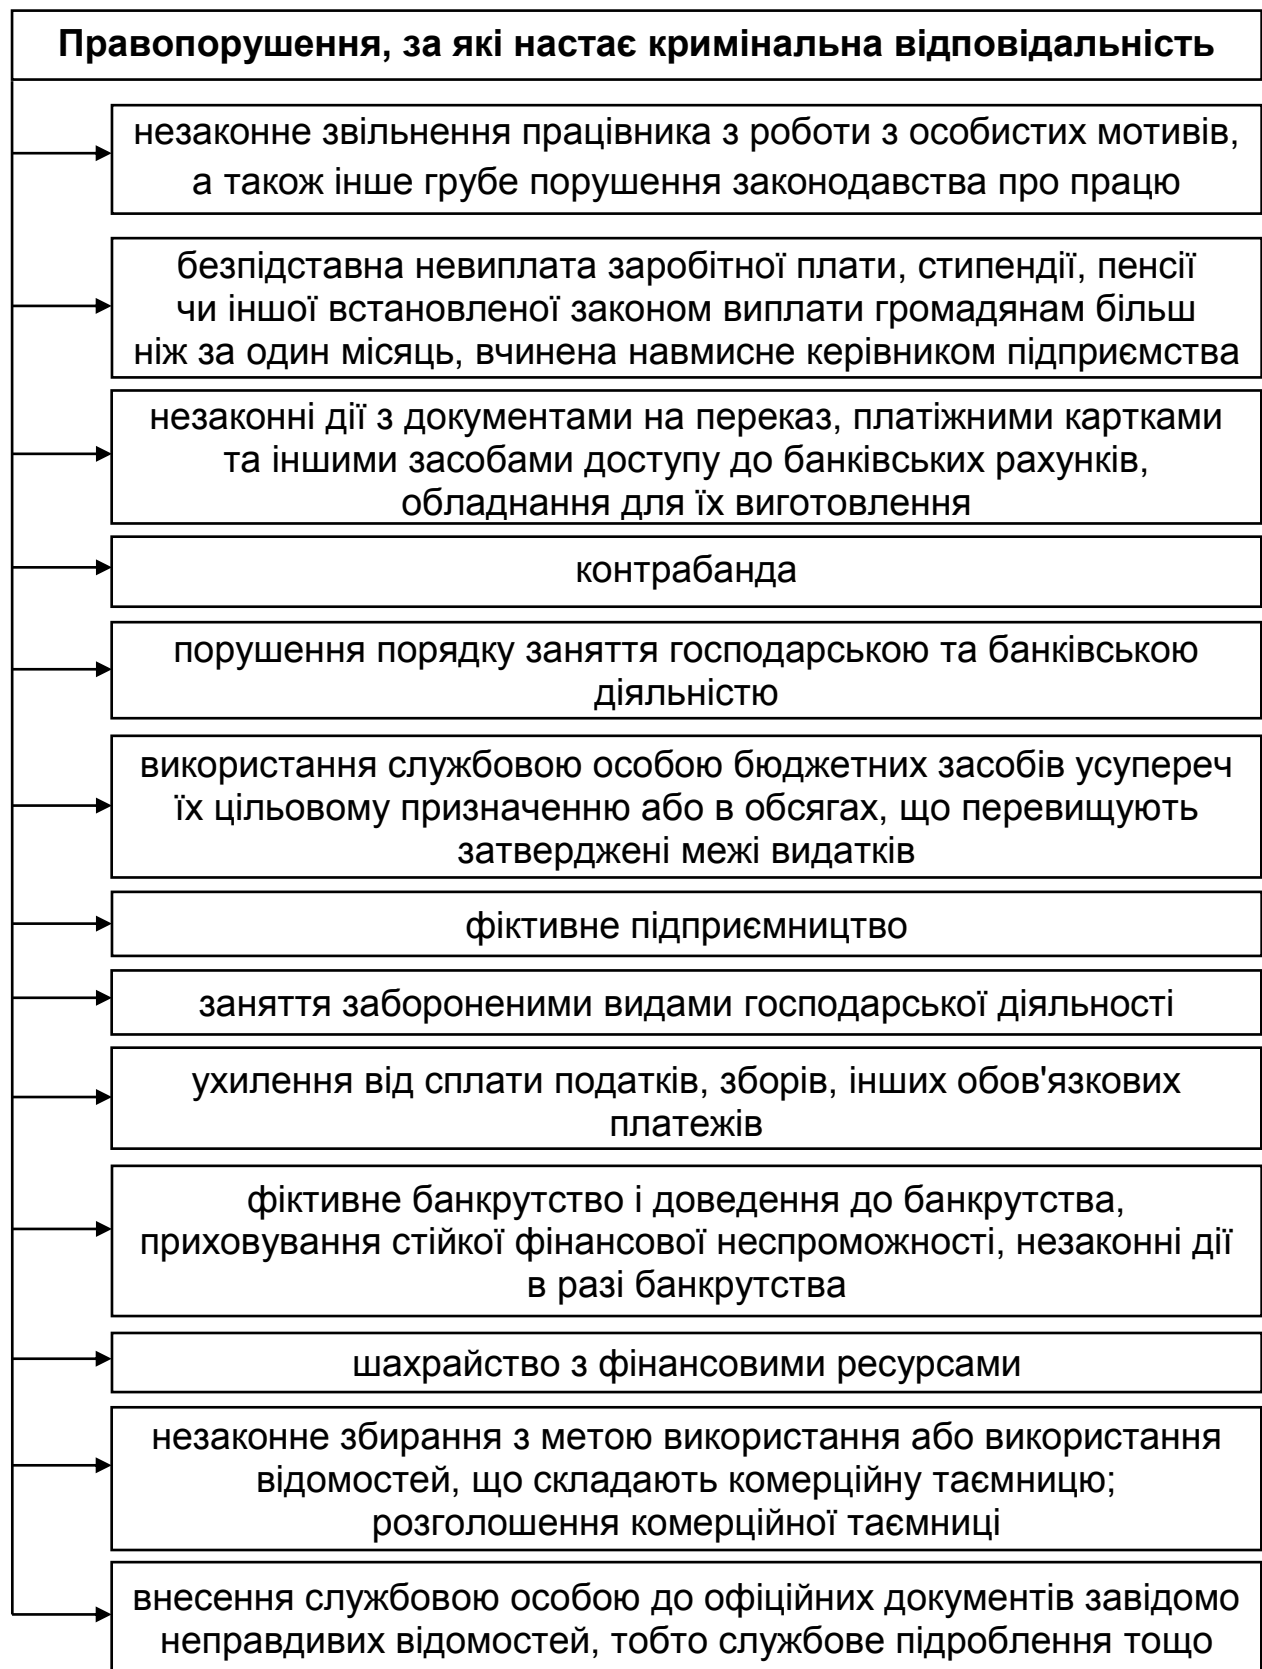 Правопорушення, за які настає кримінальна відповідальність
незаконне звільнення працівника з роботи з особистих мотивів,
а також інше грубе порушення законодавства про працю
безпідставна невиплата заробітної плати, стипендії, пенсії
чи іншої встановленої законом виплати громадянам більш
ніж за один місяць, вчинена навмисне керівником підприємства
незаконні дії з документами на переказ, платіжними картками
та іншими засобами доступу до банківських рахунків,
обладнання для їх виготовлення
контрабанда
порушення порядку заняття господарською та банківською
діяльністю
використання службовою особою бюджетних засобів усупереч
їх цільовому призначенню або в обсягах, що перевищують
затверджені межі видатків
фіктивне підприємництво
заняття забороненими видами господарської діяльності
ухилення від сплати податків, зборів, інших обов'язкових
платежів
фіктивне банкрутство і доведення до банкрутства,
приховування стійкої фінансової неспроможності, незаконні дії
в разі банкрутства
шахрайство з фінансовими ресурсами
незаконне збирання з метою використання або використання
відомостей, що складають комерційну таємницю;
розголошення комерційної таємниці
внесення службовою особою до офіційних документів завідомо
неправдивих відомостей, тобто службове підроблення тощо